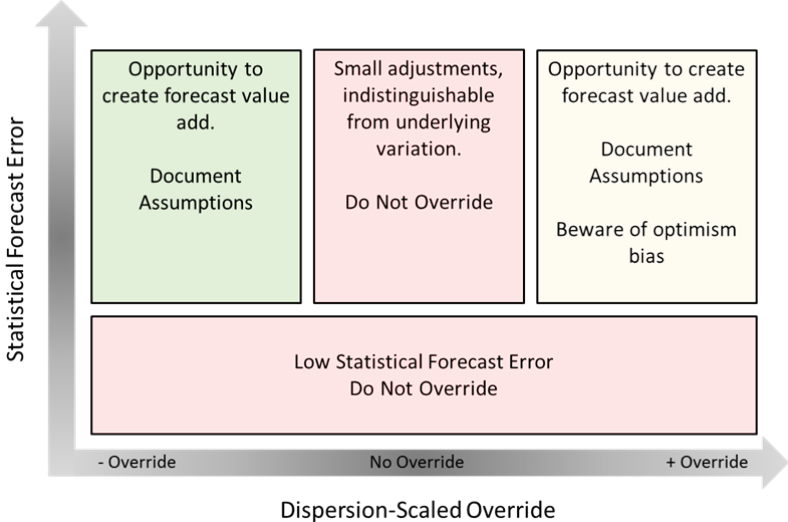 Statistical Forecast Error
Opportunity to
create forecast value
add.
Document
Assumptions
Small adjustments,
indistinguishable
from underlying
variation.
Do Not Override
Opportunity to create
forecast value add.
Document
Assumptions
Beware of optimism
bias
Low Statistical Forecast Error
Do Not Override
- Override
No Override
+ Override
Dispersion-Scaled Override